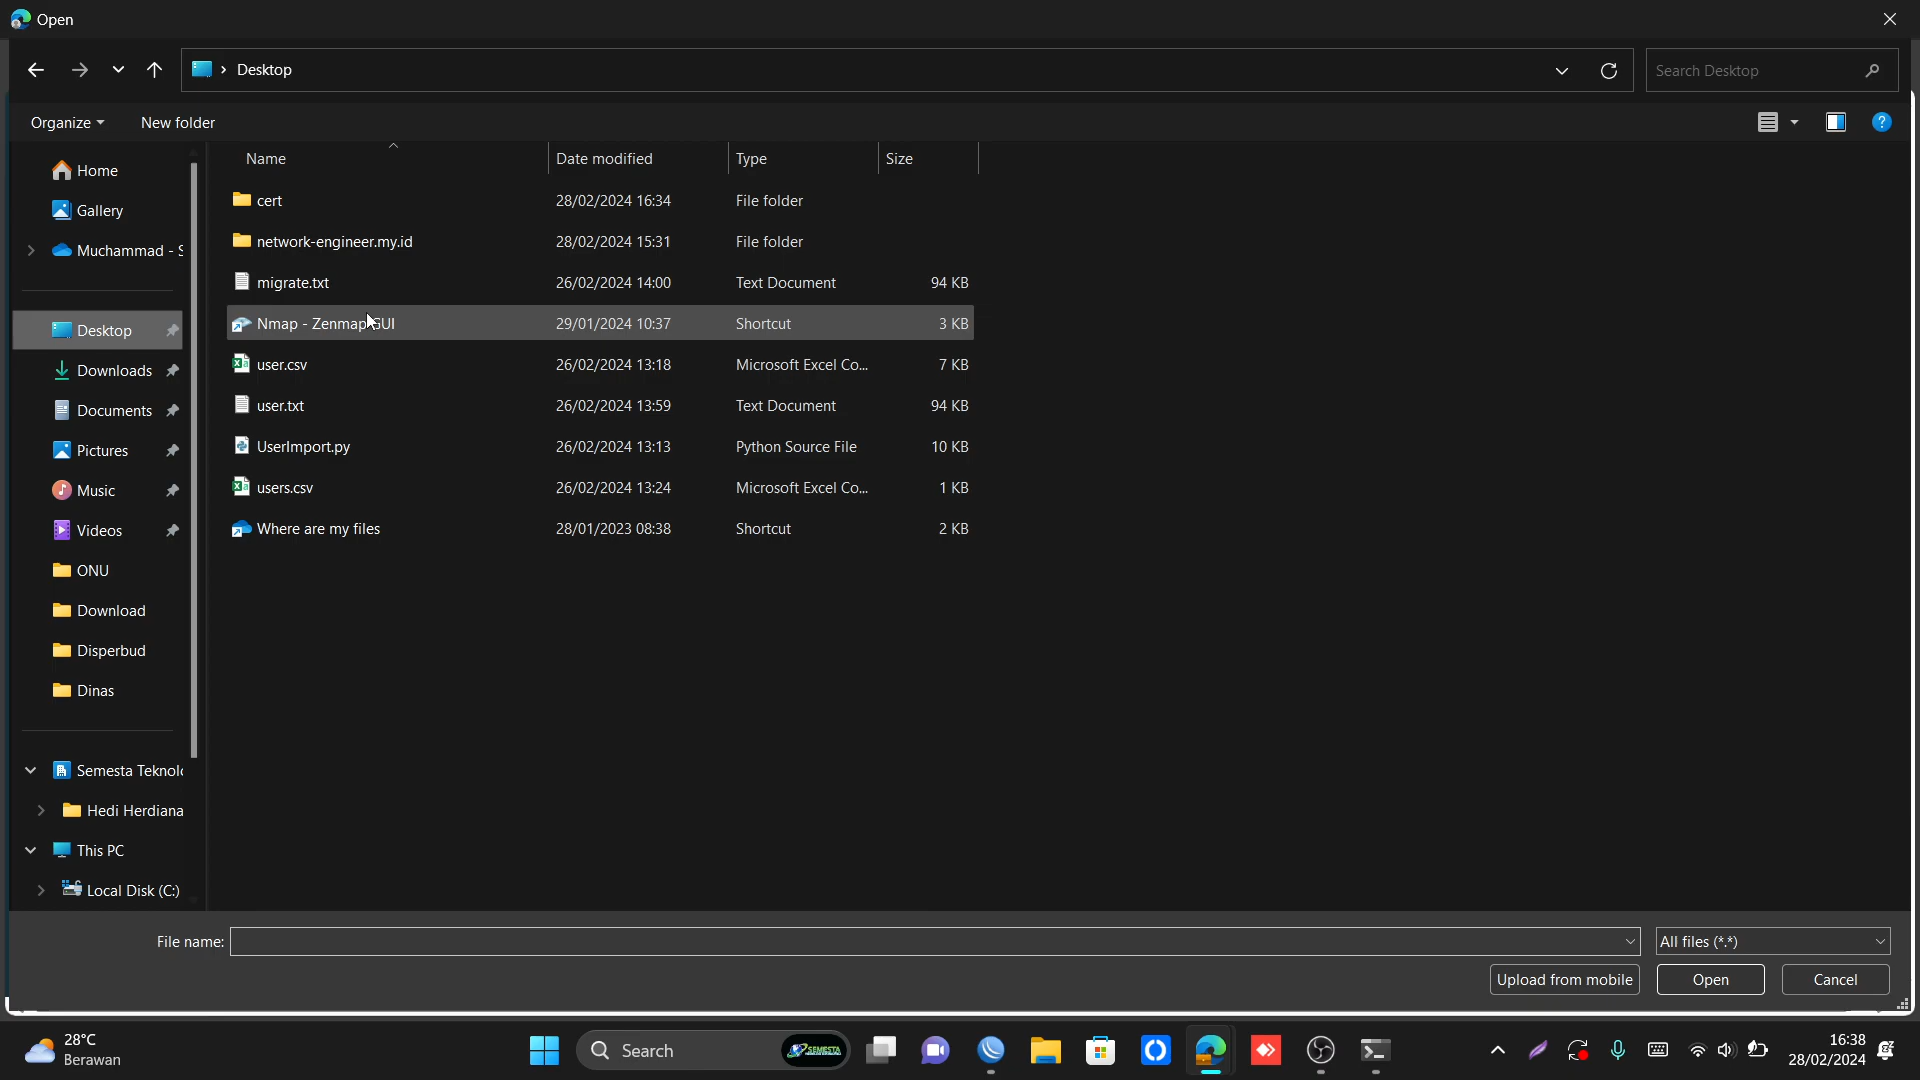 Open
Desktop
Search Desktop
Organize
New folder
Name
Date modified
Type
Size
Home
Gallery
Muchammad - S
Desktop
Downloads
Documents
Pictures
Music
Videos
ONU
Download
Disperbud
Dinas
Semesta Teknolo
Hedi Herdiana
This PC
Local Disk (C:)
cert 28/02/2024 16:34 File folder
network-engineer.my.id 28/02/2024 15:31 File folder
migrate.txt 26/02/2024 14:00 Text Document 94 KB
Nmap - Zenmap GUI 29/01/2024 10:37 Shortcut 3 KB
user.csv 26/02/2024 13:18 Microsoft Excel Co... 7 KB
user.txt 26/02/2024 13:59 Text Document 94 KB
UserImport.py 26/02/2024 13:13 Python Source File 10 KB
users.csv 26/02/2024 13:24 Microsoft Excel Co... 1 KB
Where are my files 28/01/2023 08:38 Shortcut 2 KB
File name:
All files (*.*)
Upload from mobile
Open
Cancel
28°C
Berawan
Search
SEMESTA
16:38
28/02/2024